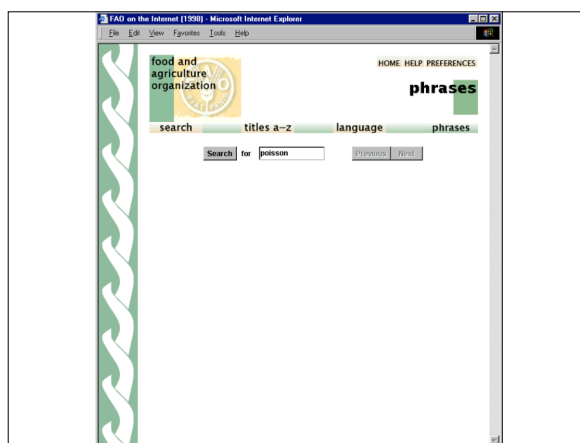 FAO on the Internet (1998) - Microsoft Internet Explorer
File Edit View Favorites Tools Help
food and
agriculture
organization
HOME HELP PREFERENCES
phrases
search titles a–z language phrases
Search for poisson Previous Next